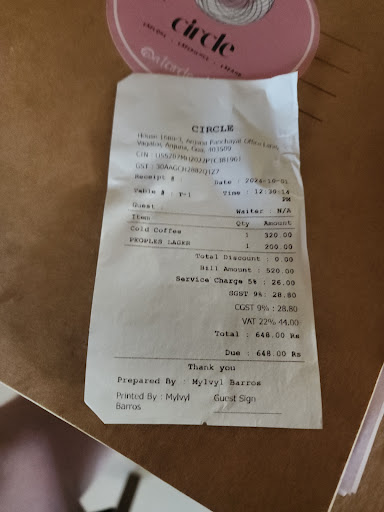 circle
CIRCLE
Anjuna Panchayat Office Lane,
Vagator, Anjuna, Goa, 403509
Receipt #
Date : 2024-10-01
Table # : T-1
Time : 12:30:14
PM
Guest :
Waiter : N/A
Item Qty Amount
Cold Coffee 1 320.00
PEOPLES LAGER 1 200.00
Total Discount : 0.00
Bill Amount : 520.00
Service Charge 5% : 26.00
SGST 9%: 28.80
CGST 9% : 28.80
VAT 22% 44.00
Total : 648.00 Rs
Due : 648.00 Rs
Thank you
Prepared By : Mylvyl Barros
Printed By : Mylvyl
Barros
Guest Sign